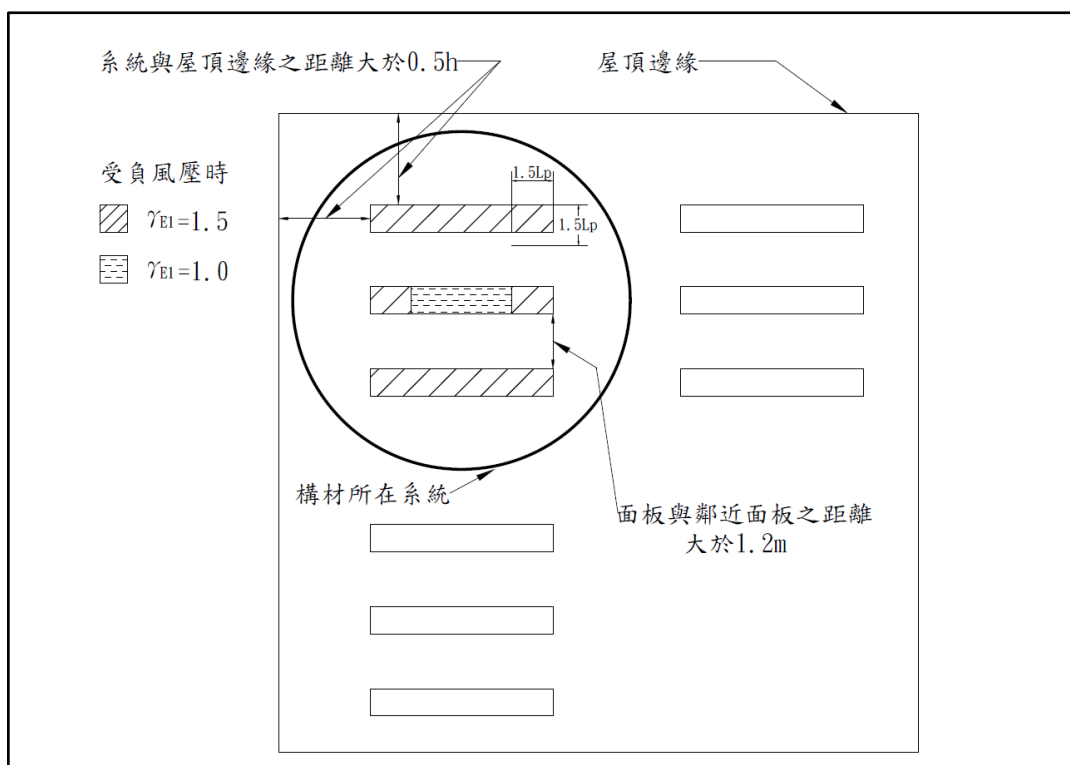 系統與屋頂邊緣之距離大於0.5h
屋頂邊緣
受負風壓時
γE1=1.5
γE1=1.0
1.5Lp
1.5Lp
構材所在系統
面板與鄰近面板之距離
大於1.2m